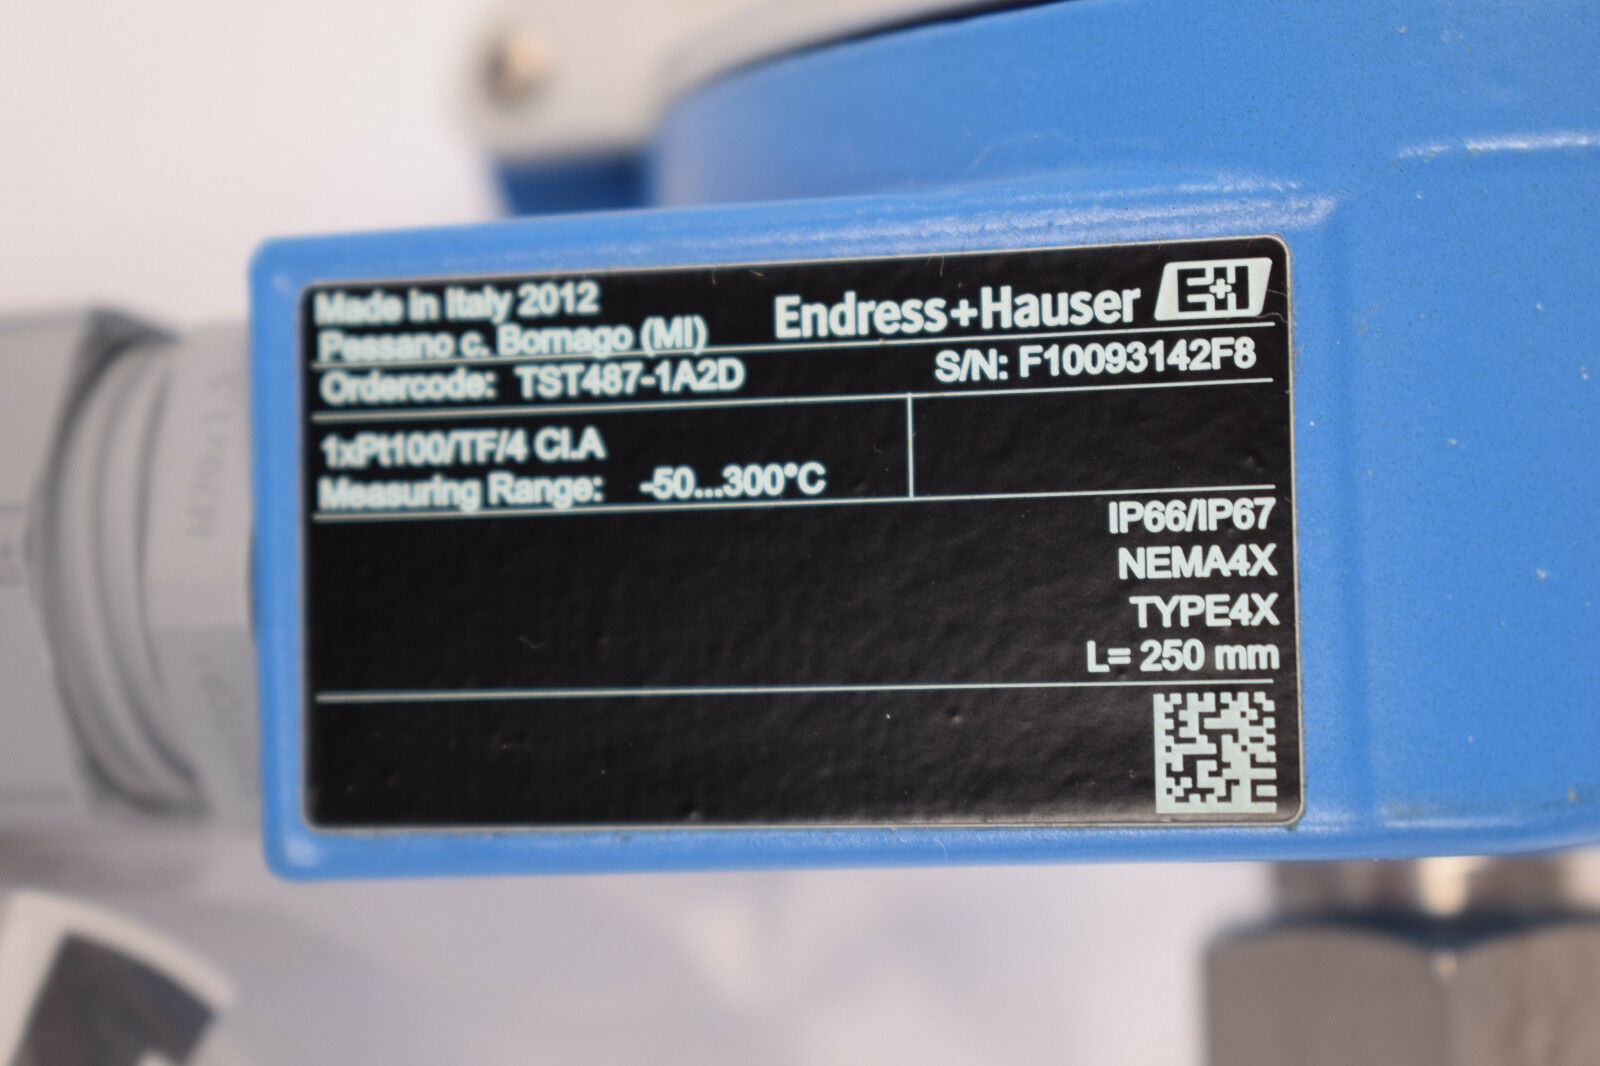 Made in Italy 2012
Pessano c. Bornago (MI)
Endress+Hauser E+H
Ordercode: TST487-1A2D
S/N: F10093142F8
1xPt100/TF/4 Cl.A
Measuring Range: -50...300°C
IP66/IP67
NEMA4X
TYPE4X
L= 250 mm